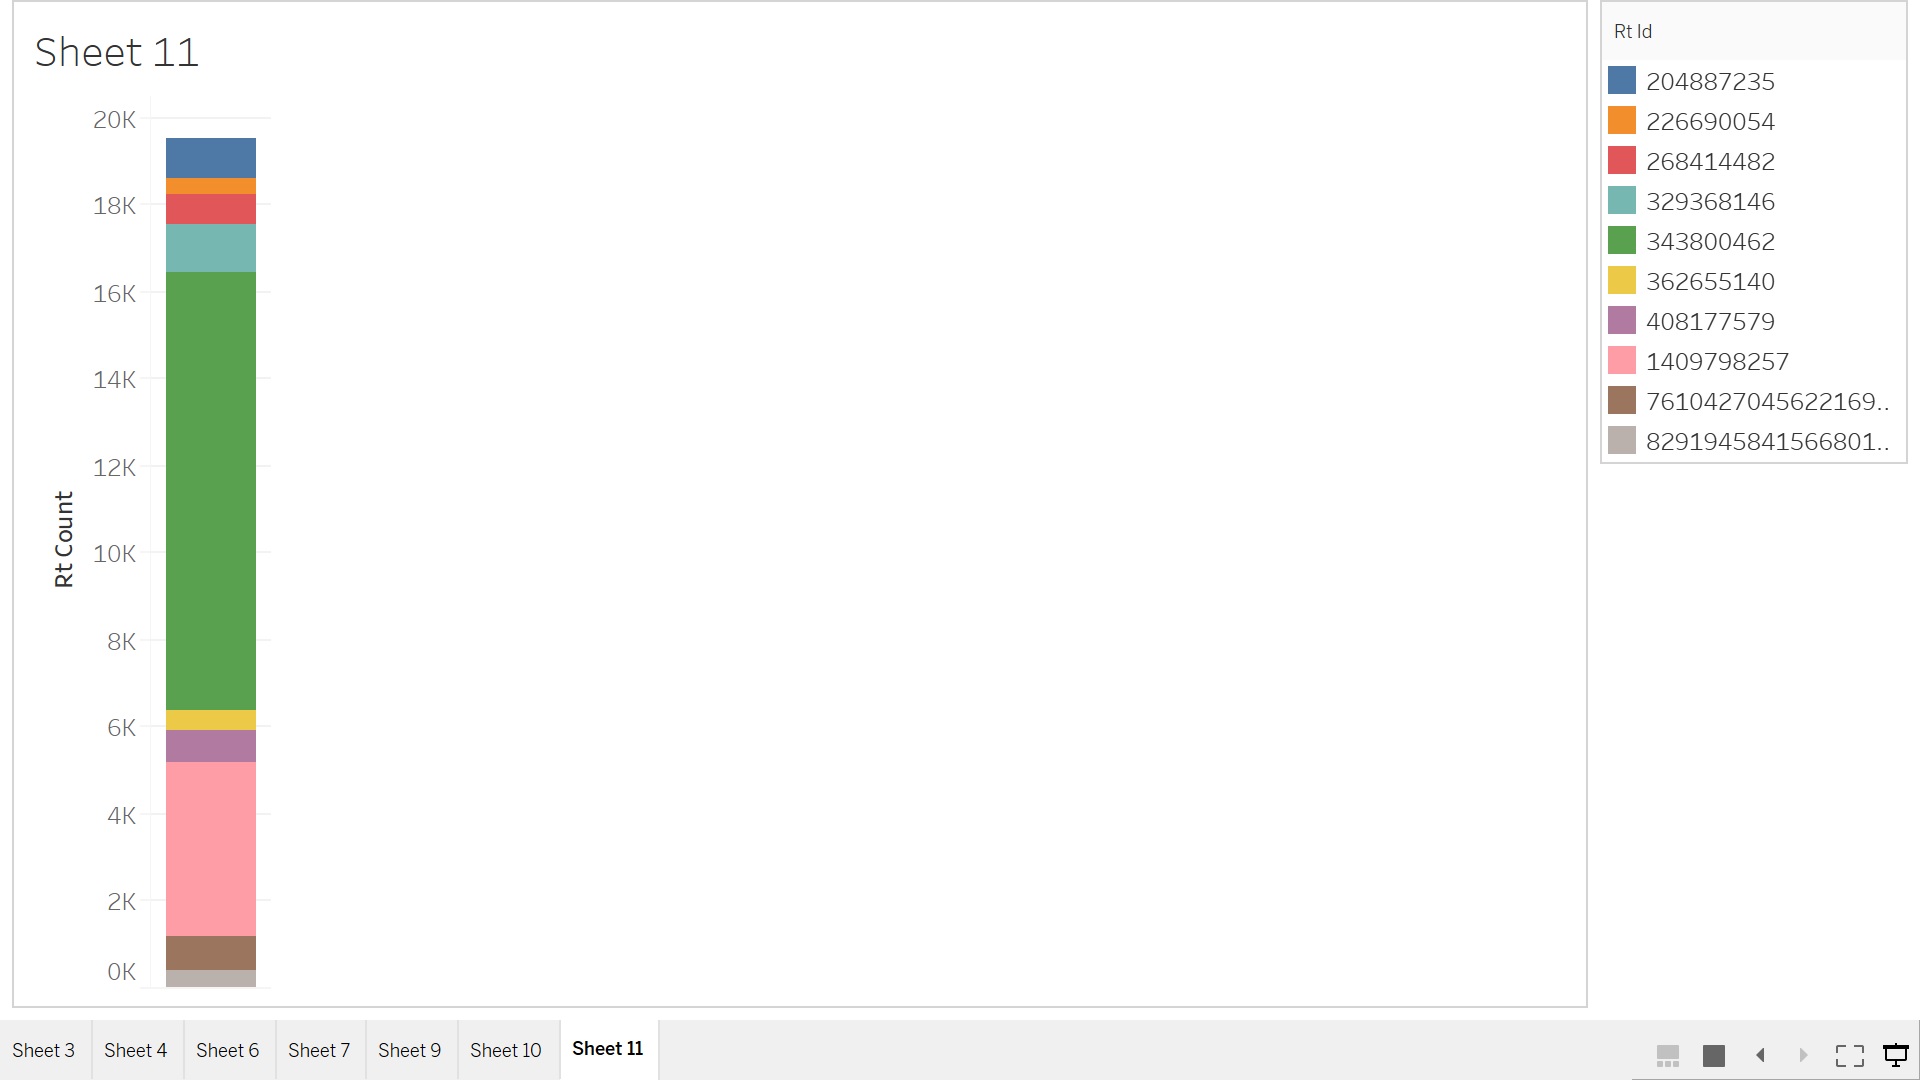 Sheet 11
Rt Count
20K
18K
16K
14K
12K
10K
8K
6K
4K
2K
0K
Rt Id
204887235
226690054
268414482
329368146
343800462
362655140
408177579
1409798257
7610427045622169..
8291945841566801..
Sheet 3
Sheet 4
Sheet 6
Sheet 7
Sheet 9
Sheet 10
Sheet 11